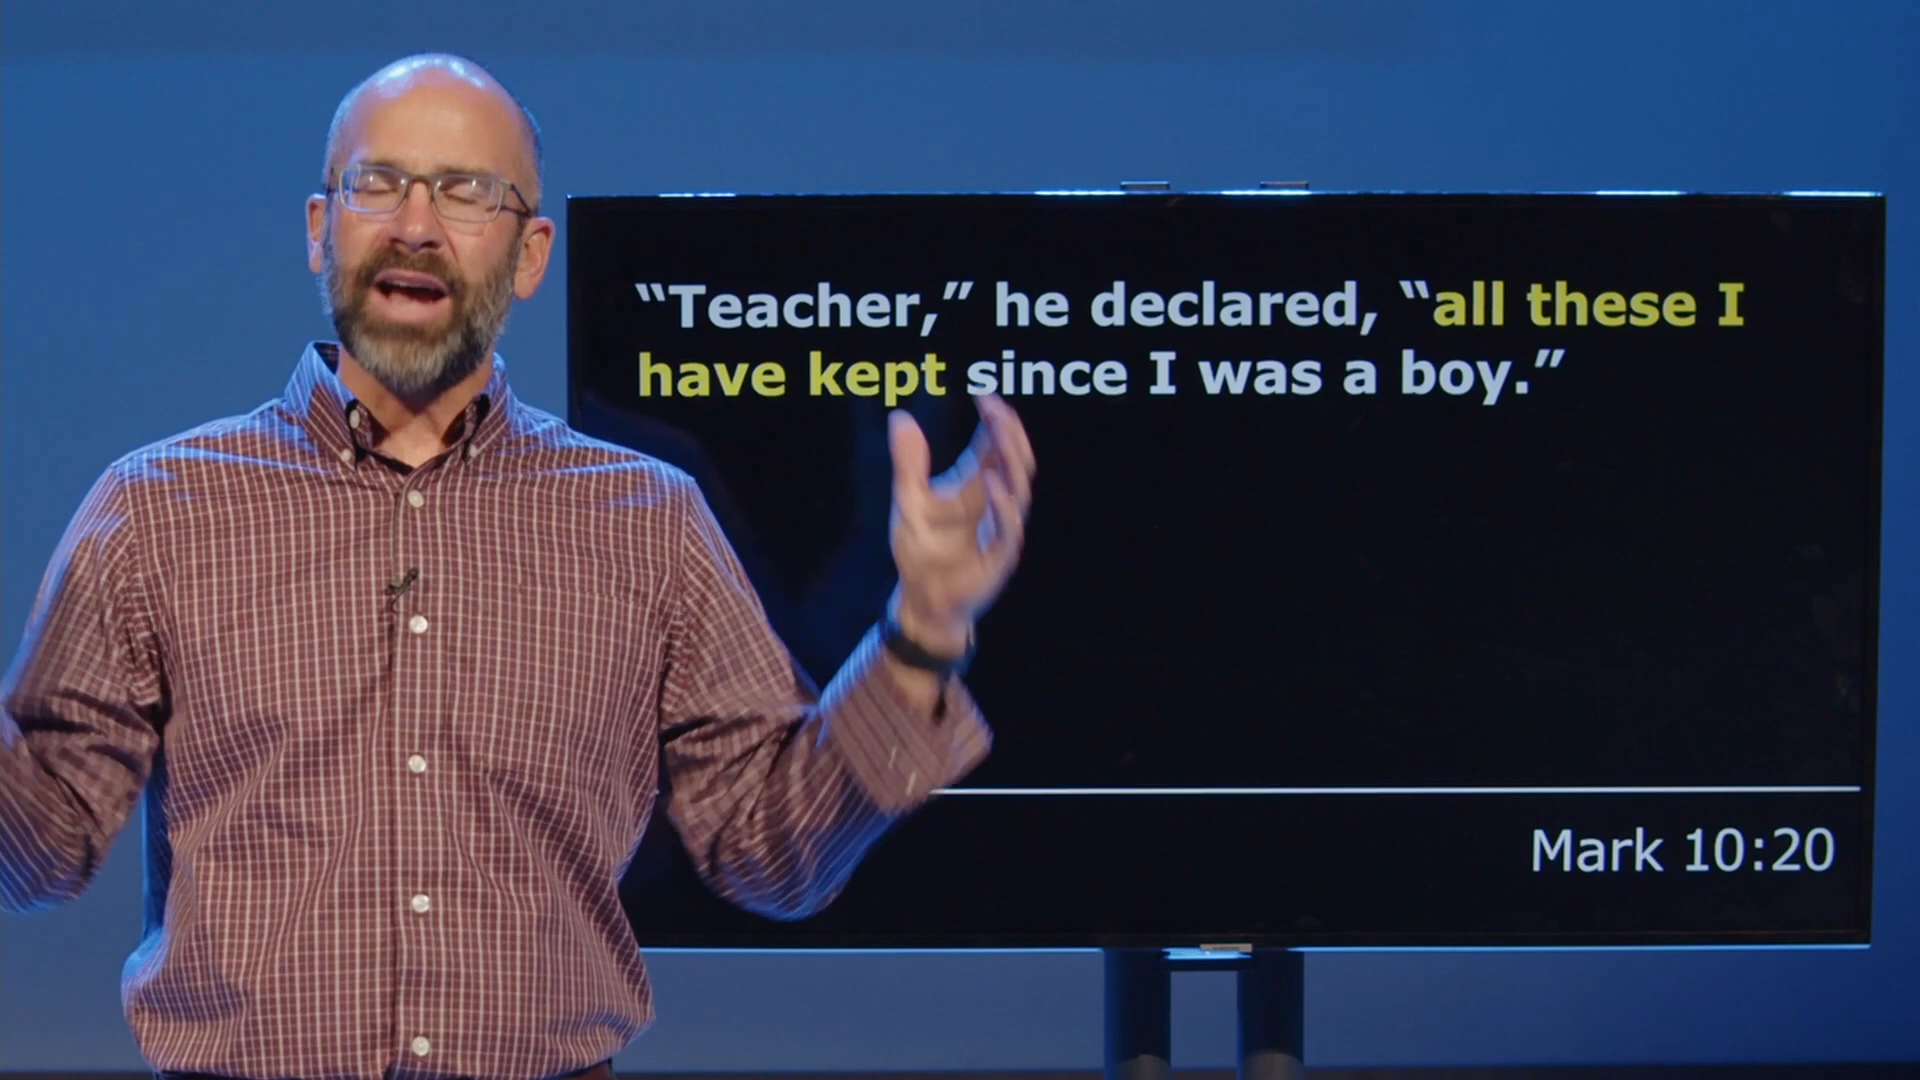 “Teacher,” he declared, “all these I
have kept since I was a boy.”
Mark 10:20